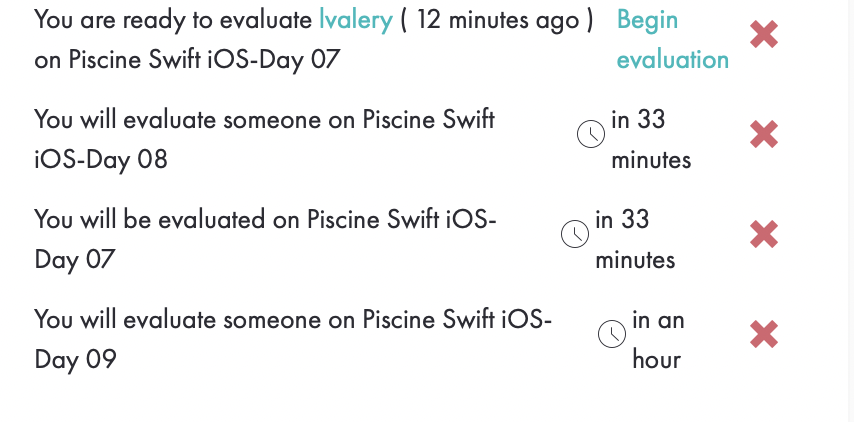 You are ready to evaluate lvalery ( 12 minutes ago )
on Piscine Swift iOS-Day 07
Begin
evaluation
You will evaluate someone on Piscine Swift
iOS-Day 08
in 33
minutes
You will be evaluated on Piscine Swift iOS-
Day 07
in 33
minutes
You will evaluate someone on Piscine Swift iOS-
Day 09
in an
hour